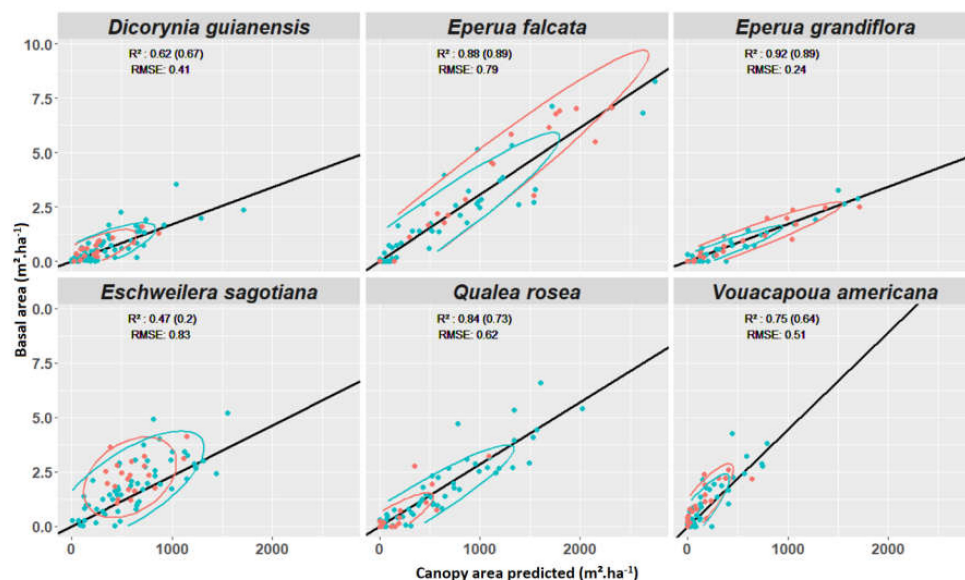 Dicorynia guianensis
Eperua falcata
Eperua grandiflora
R² : 0.62 (0.67)
RMSE: 0.41
R² : 0.88 (0.89)
RMSE: 0.79
R² : 0.92 (0.89)
RMSE: 0.24
10.0
7.5
5.0
2.5
0.0
Basal area (m².ha⁻¹)
Eschweilera sagotiana
Qualea rosea
Vouacapoua americana
R² : 0.47 (0.2)
RMSE: 0.83
R² : 0.84 (0.73)
RMSE: 0.62
R² : 0.75 (0.64)
RMSE: 0.51
0.0
7.5
5.0
2.5
0.0
0 1000 2000
0 1000 2000
0 1000 2000
Canopy area predicted (m².ha⁻¹)